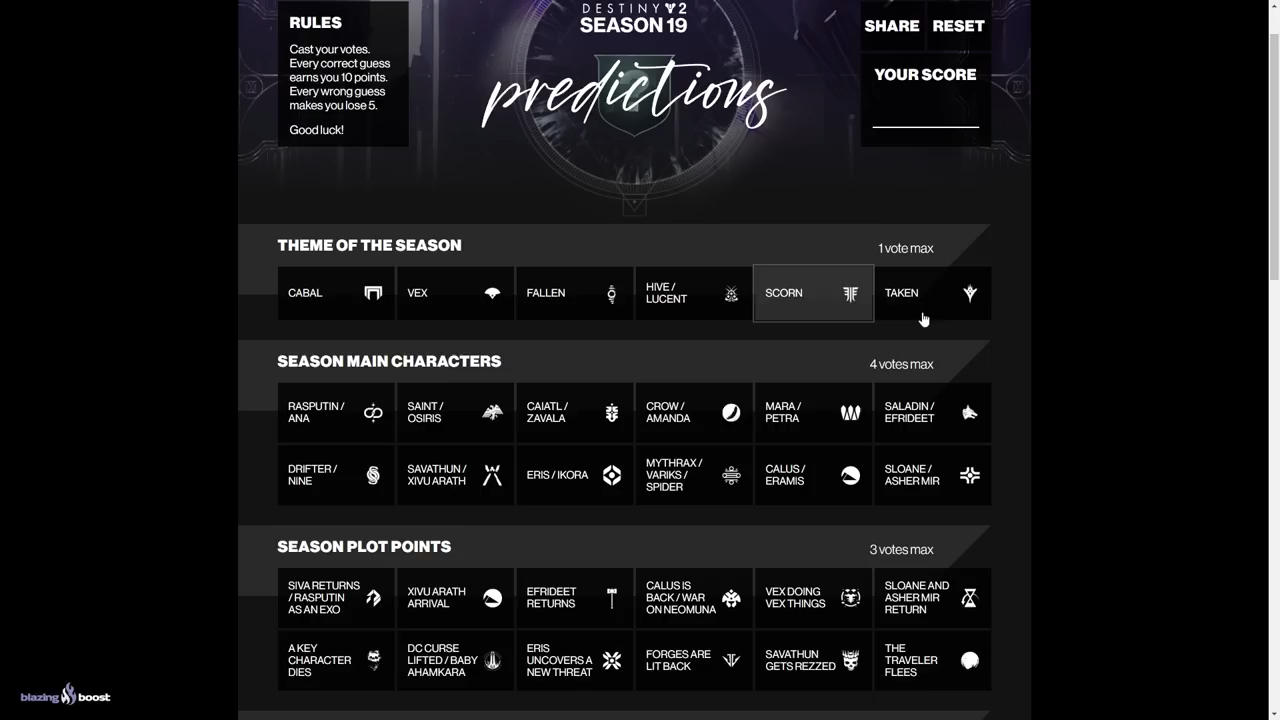 RULES
Cast your votes.
Every correct guess
earns you 10 points.
Every wrong guess
makes you lose 5.
Good luck!
DESTINY 2
SEASON 19
predictions
SHARE
RESET
YOUR SCORE
THEME OF THE SEASON
1 vote max
CABAL
VEX
FALLEN
HIVE /
LUCENT
SCORN
TAKEN
SEASON MAIN CHARACTERS
4 votes max
RASPUTIN /
ANA
SAINT /
OSIRIS
CAIATL /
ZAVALA
CROW /
AMANDA
MARA /
PETRA
SALADIN /
EFRIDEET
DRIFTER /
NINE
SAVATHUN /
XIVU ARATH
ERIS / IKORA
MYTHRAX /
VARIKS /
SPIDER
CALUS /
ERAMIS
SLOANE /
ASHER MIR
SEASON PLOT POINTS
3 votes max
SIVA RETURNS
/ RASPUTIN
AS AN EXO
XIVU ARATH
ARRIVAL
EFRIDEET
RETURNS
CALUS IS
BACK / WAR
ON NEOMUNA
VEX DOING
VEX THINGS
SLOANE AND
ASHER MIR
RETURN
A KEY
CHARACTER
DIES
DC CURSE
LIFTED / BABY
AHAMKARA
ERIS
UNCOVERS A
NEW THREAT
FORGES ARE
LIT BACK
SAVATHUN
GETS REZZED
THE
TRAVELER
FLEES
blazing boost